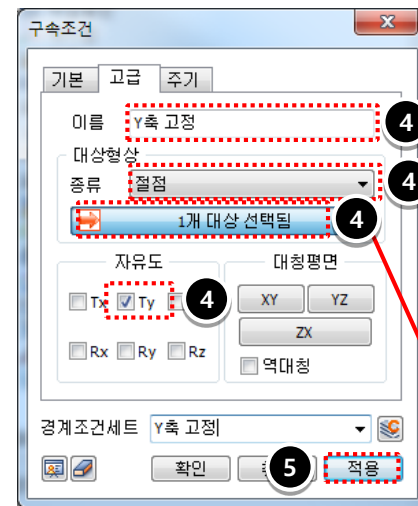 구속조건
기본 고급 주기
이름 Y축 고정 4
대상형상 4
종류 절점
1개 대상 선택됨 4
자유도 대칭평면
Tx Ty 4 XY YZ
ZX
Rx Ry Rz
역대칭
경계조건세트 Y축 고정
확인 5 적용